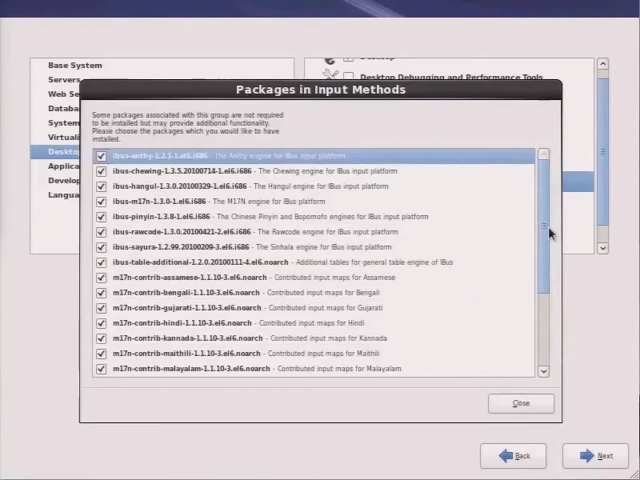 Base System
Servers
Web Se
Databa
System
Virtuali
Deskto
Applica
Develo
Langua
Desktop Debugging and Performance Tools
Packages in Input Methods
Some packages associated with this group are not required
to be installed but may provide additional functionality.
Please choose the packages which you would like to have
installed.
ibus-anthy-1.2.1-1.el6.i686 - The Anthy engine for IBus input platform
ibus-chewing-1.3.5.20100714-1.el6.i686 - The Chewing engine for IBus input platform
ibus-hangul-1.3.0.20100329-1.el6.i686 - The Hangul engine for IBus input platform
ibus-m17n-1.3.0-1.el6.i686 - The M17N engine for IBus platform
ibus-pinyin-1.3.8-1.el6.i686 - The Chinese Pinyin and Bopomofo engines for IBus input platform
ibus-rawcode-1.3.0.20100421-2.el6.i686 - The Rawcode engine for IBus input platform
ibus-sayura-1.2.99.20100209-3.el6.i686 - The Sinhala engine for IBus input platform
ibus-table-additional-1.2.0.20100111-4.el6.noarch - Additional tables for general table engine of IBus
m17n-contrib-assamese-1.1.10-3.el6.noarch - Contributed input maps for Assamese
m17n-contrib-bengali-1.1.10-3.el6.noarch - Contributed input maps for Bengali
m17n-contrib-gujarati-1.1.10-3.el6.noarch - Contributed input maps for Gujarati
m17n-contrib-hindi-1.1.10-3.el6.noarch - Contributed input maps for Hindi
m17n-contrib-kannada-1.1.10-3.el6.noarch - Contributed input maps for Kannada
m17n-contrib-maithili-1.1.10-3.el6.noarch - Contributed input maps for Maithili
m17n-contrib-malayalam-1.1.10-3.el6.noarch - Contributed input maps for Malayalam
Close
Back
Next